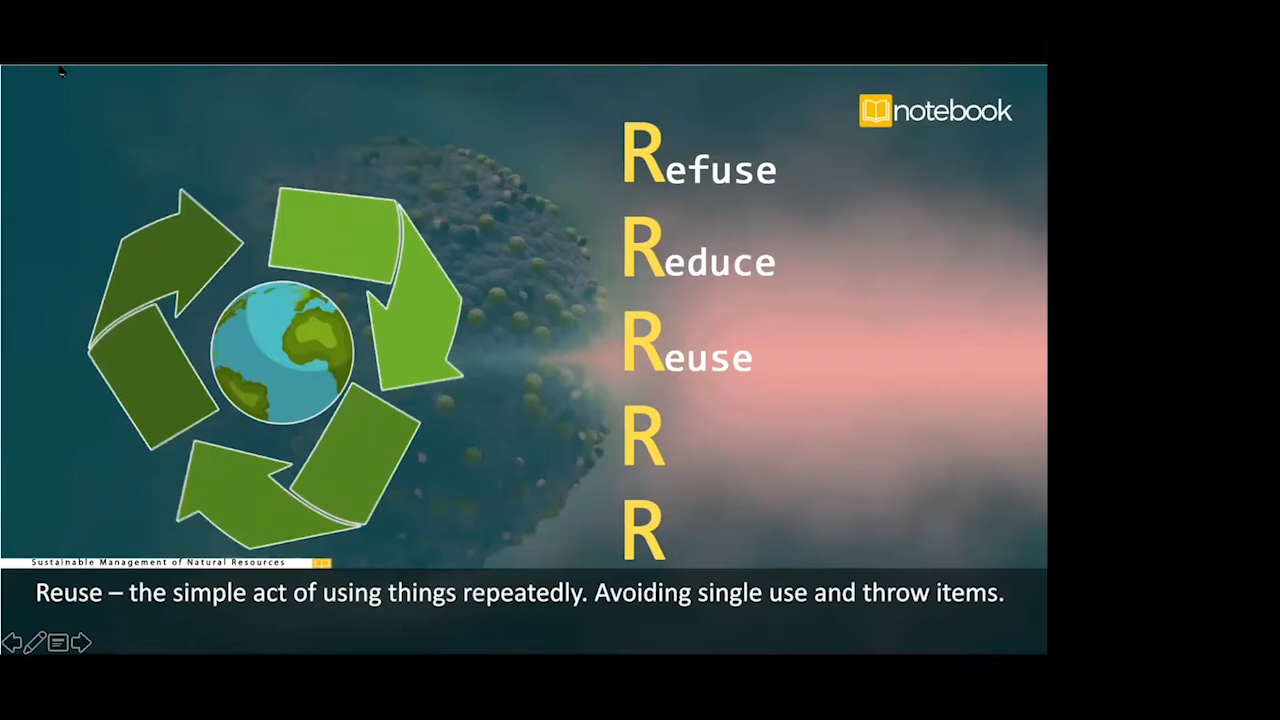 notebook
Refuse
Reduce
Reuse
R
R
Sustainable Management of Natural Resources
Reuse – the simple act of using things repeatedly. Avoiding single use and throw items.